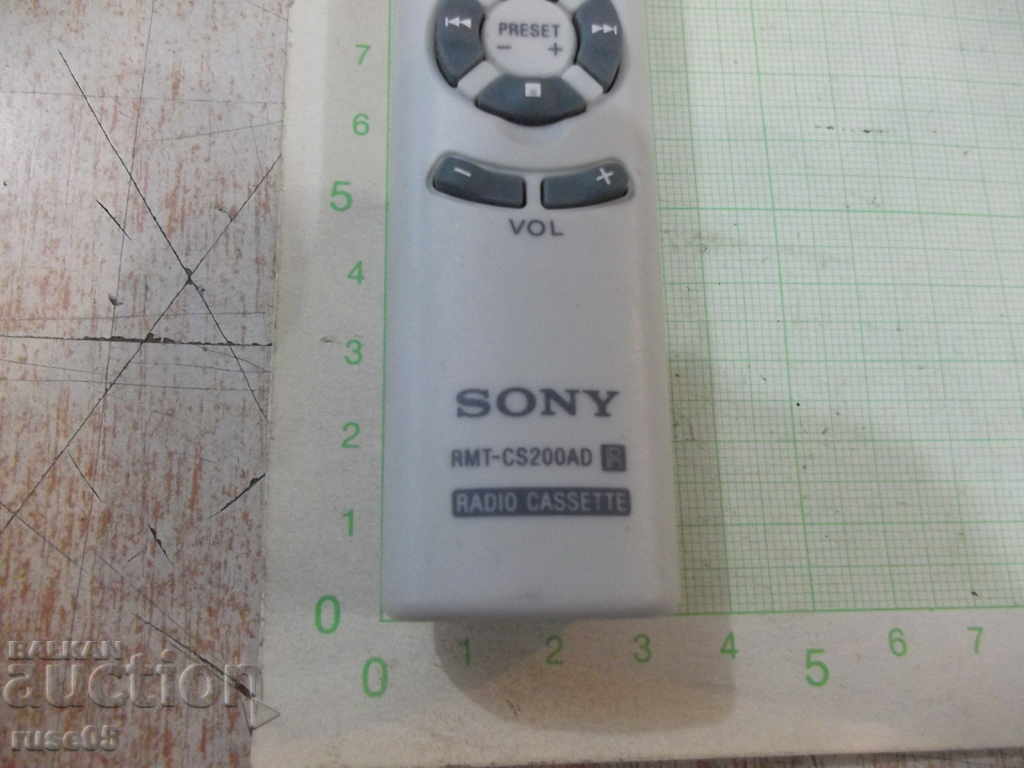 PRESET
- +
- +
VOL
SONY
RMT-CS200AD R
RADIO CASSETTE
7
6
5
4
3
2
1
0
0 1 2 3 4 5 6 7
BALKAN
auction
ruse05